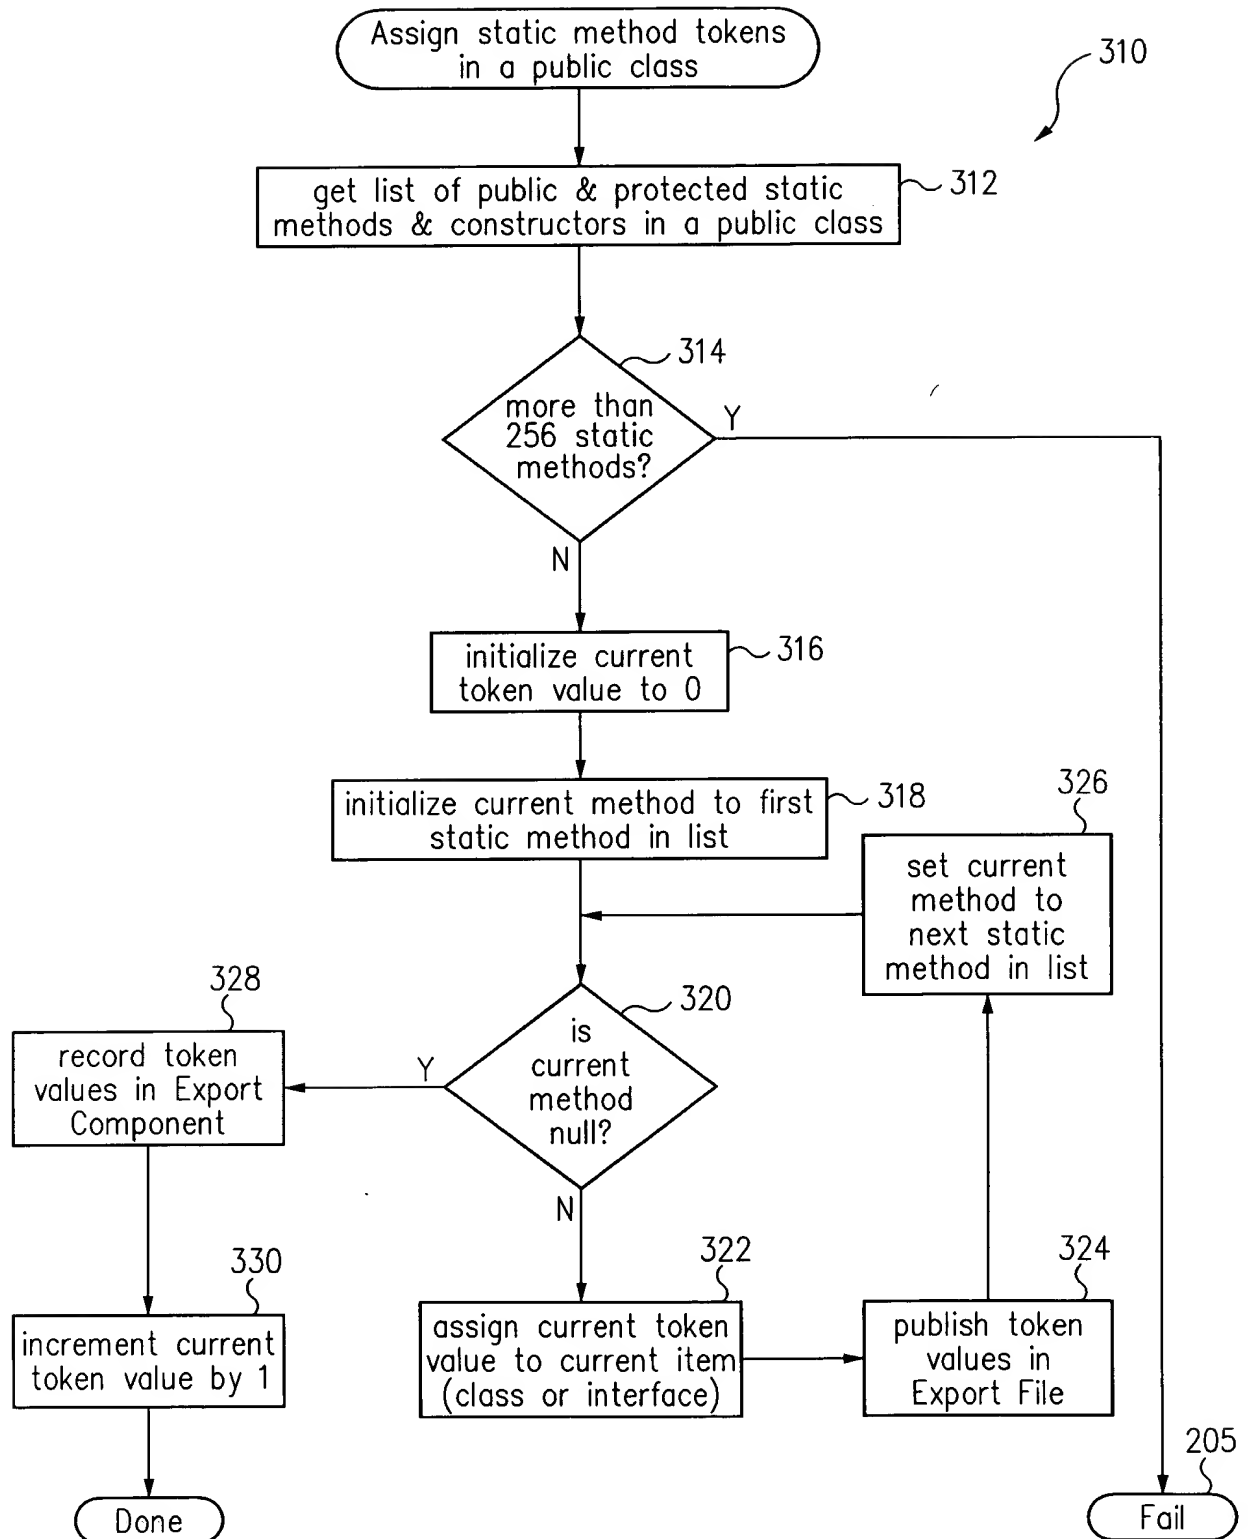 Assign static method tokens
in a public class
310
get list of public & protected static
methods & constructors in a public class
312
314
more than
256 static
methods?
Y
N
initialize current
token value to 0
316
initialize current method to first
static method in list
318
326
set current
method to
next static
method in list
328
record token
values in Export
Component
Y
320
is
current
method
null?
N
330
increment current
token value by 1
322
assign current token
value to current item
(class or interface)
324
publish token
values in
Export File
205
Done
Fail